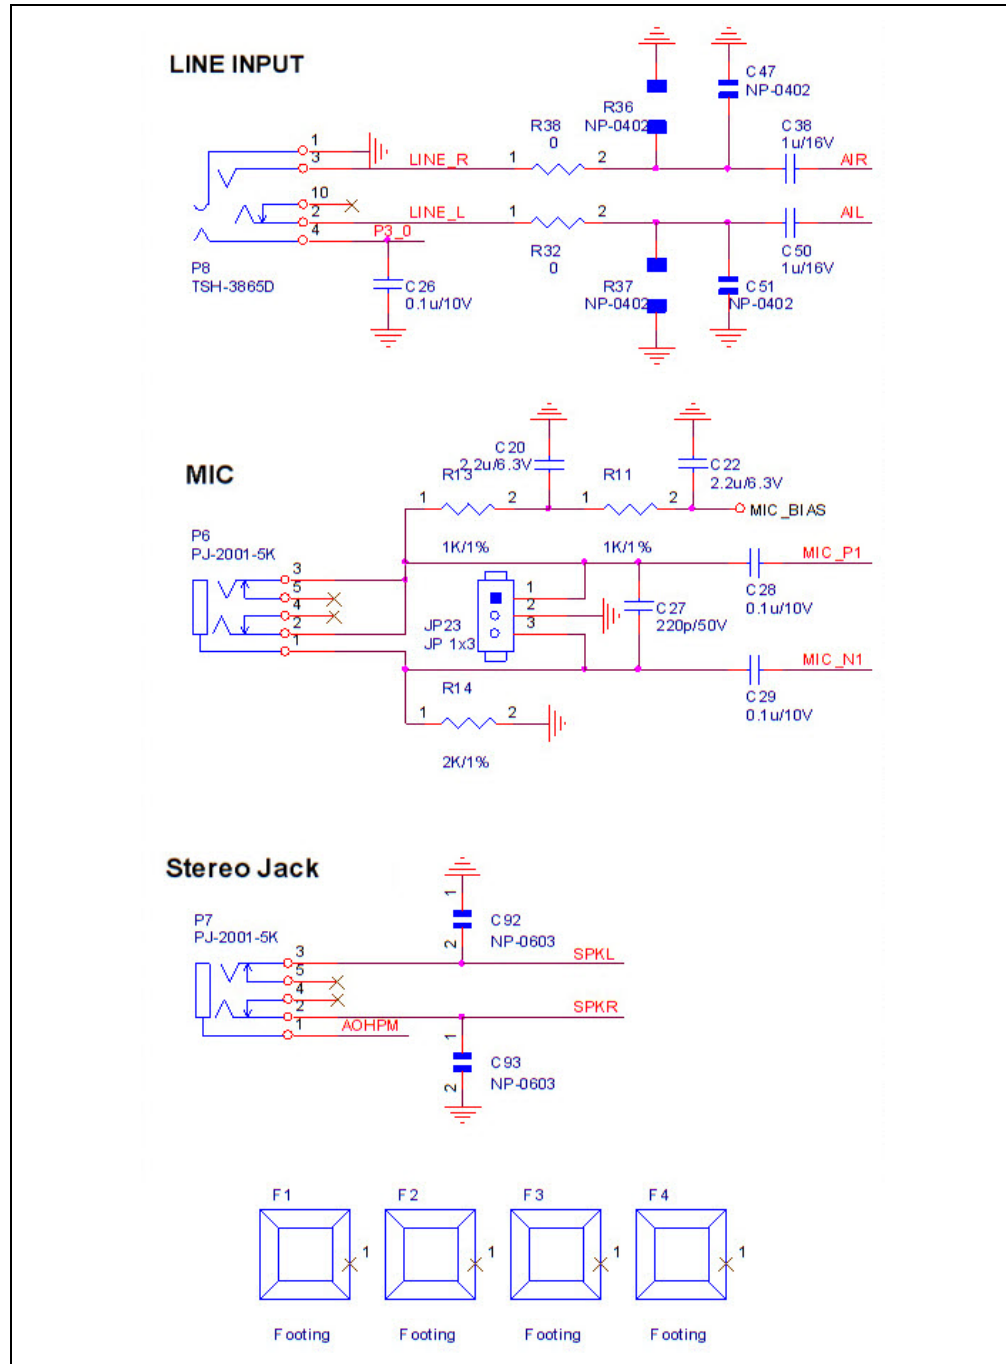 LINE INPUT
C47
NP-0402
R36
NP-0402
R38
0
C38
1u/16V
1
3
LINE_R
1
2
AIR
10
2
LINE_L
1
2
AIL
4
P3_0
R32
0
C50
1u/16V
P8
TSH-3865D
C26
0.1u/10V
R37
NP-0402
C51
NP-0402
MIC
C20
2.2u/6.3V
C22
2.2u/6.3V
R13
R11
1
2
1
2
MIC_BIAS
P6
PJ-2001-5K
1K/1%
1K/1%
MIC_P1
3
5
4
2
1
1
2
3
JP23
JP 1x3
C27
220p/50V
C28
0.1u/10V
MIC_N1
R14
C29
0.1u/10V
1
2
2K/1%
Stereo Jack
1
C92
NP-0603
2
P7
PJ-2001-5K
3
SPKL
5
4
2
SPKR
1
AOHPM
1
C93
NP-0603
2
F1
F2
F3
F4
1
1
1
1
Footing
Footing
Footing
Footing